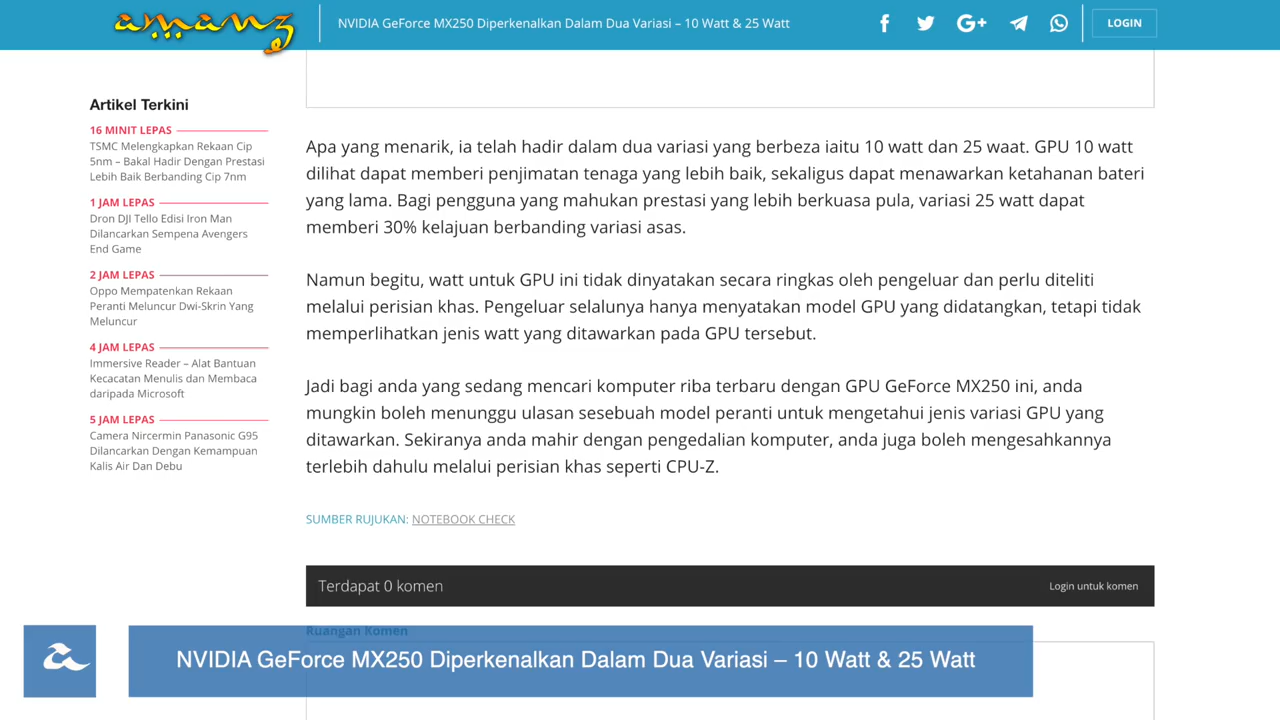 amanz
NVIDIA GeForce MX250 Diperkenalkan Dalam Dua Variasi – 10 Watt & 25 Watt
G+
LOGIN
Artikel Terkini
16 MINIT LEPAS
TSMC Melengkapkan Rekaan Cip
5nm – Bakal Hadir Dengan Prestasi
Lebih Baik Berbanding Cip 7nm
1 JAM LEPAS
Dron DJI Tello Edisi Iron Man
Dilancarkan Sempena Avengers
End Game
2 JAM LEPAS
Oppo Mempatenkan Rekaan
Peranti Meluncur Dwi-Skrin Yang
Meluncur
4 JAM LEPAS
Immersive Reader – Alat Bantuan
Kecacatan Menulis dan Membaca
daripada Microsoft
5 JAM LEPAS
Camera Nircermin Panasonic G95
Dilancarkan Dengan Kemampuan
Kalis Air Dan Debu
Apa yang menarik, ia telah hadir dalam dua variasi yang berbeza iaitu 10 watt dan 25 waat. GPU 10 watt
dilihat dapat memberi penjimatan tenaga yang lebih baik, sekaligus dapat menawarkan ketahanan bateri
yang lama. Bagi pengguna yang mahukan prestasi yang lebih berkuasa pula, variasi 25 watt dapat
memberi 30% kelajuan berbanding variasi asas.
Namun begitu, watt untuk GPU ini tidak dinyatakan secara ringkas oleh pengeluar dan perlu diteliti
melalui perisian khas. Pengeluar selalunya hanya menyatakan model GPU yang didatangkan, tetapi tidak
memperlihatkan jenis watt yang ditawarkan pada GPU tersebut.
Jadi bagi anda yang sedang mencari komputer riba terbaru dengan GPU GeForce MX250 ini, anda
mungkin boleh menunggu ulasan sesebuah model peranti untuk mengetahui jenis variasi GPU yang
ditawarkan. Sekiranya anda mahir dengan pengedalian komputer, anda juga boleh mengesahkannya
terlebih dahulu melalui perisian khas seperti CPU-Z.
SUMBER RUJUKAN: NOTEBOOK CHECK
Terdapat 0 komen
Login untuk komen
Ruangan Komen
NVIDIA GeForce MX250 Diperkenalkan Dalam Dua Variasi – 10 Watt & 25 Watt